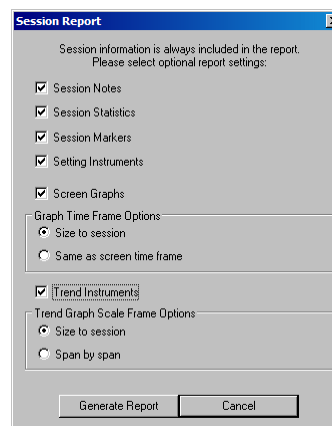 Session Report
Session information is always included in the report.
Please select optional report settings:
Session Notes
Session Statistics
Session Markers
Setting Instruments
Screen Graphs
Graph Time Frame Options
Size to session
Same as screen time frame
Trend Instruments
Trend Graph Scale Frame Options
Size to session
Span by span
Generate Report
Cancel